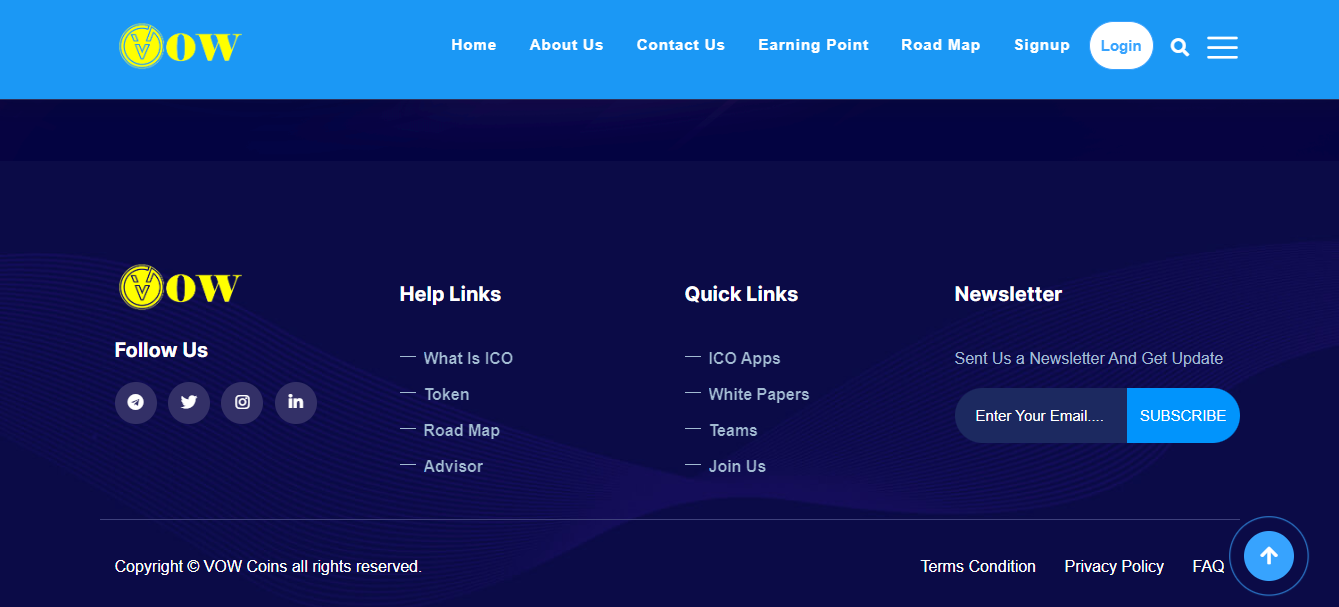 VOW
Home About Us Contact Us Earning Point Road Map Signup Login
VOW
Follow Us
Help Links
What Is ICO
Token
Road Map
Advisor
Quick Links
ICO Apps
White Papers
Teams
Join Us
Newsletter
Sent Us a Newsletter And Get Update
Enter Your Email.... SUBSCRIBE
Copyright © VOW Coins all rights reserved.
Terms Condition Privacy Policy FAQ